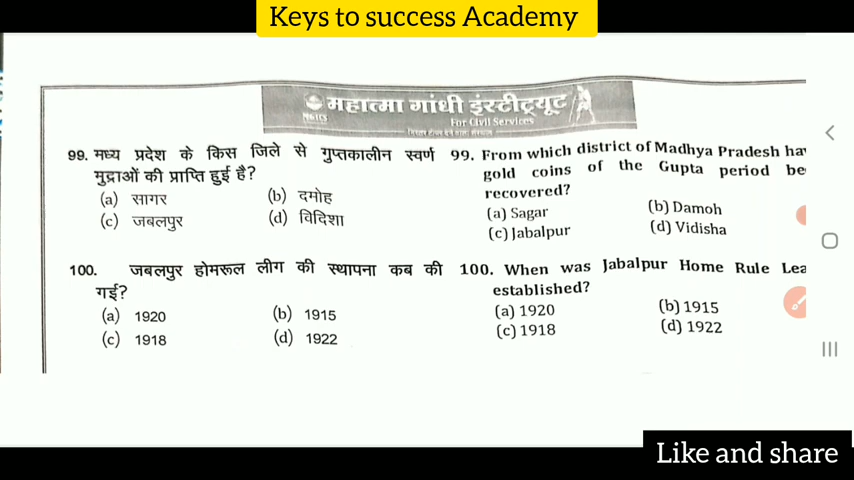 Keys to success Academy
महात्मा गांधी इंस्टीट्यूट
MGICS
For Civil Services
99. मध्य प्रदेश के किस जिले से गुप्तकालीन स्वर्ण
मुद्राओं की प्राप्ति हुई है?
(a) सागर (b) दमोह
(c) जबलपुर (d) विदिशा
100. जबलपुर होमरूल लीग की स्थापना कब की
गई?
(a) 1920 (b) 1915
(c) 1918 (d) 1922
99. From which district of Madhya Pradesh ha
gold coins of the Gupta period be
recovered?
(a) Sagar (b) Damoh
(c) Jabalpur (d) Vidisha
100. When was Jabalpur Home Rule Lea
established?
(a) 1920 (b) 1915
(c) 1918 (d) 1922
Like and share